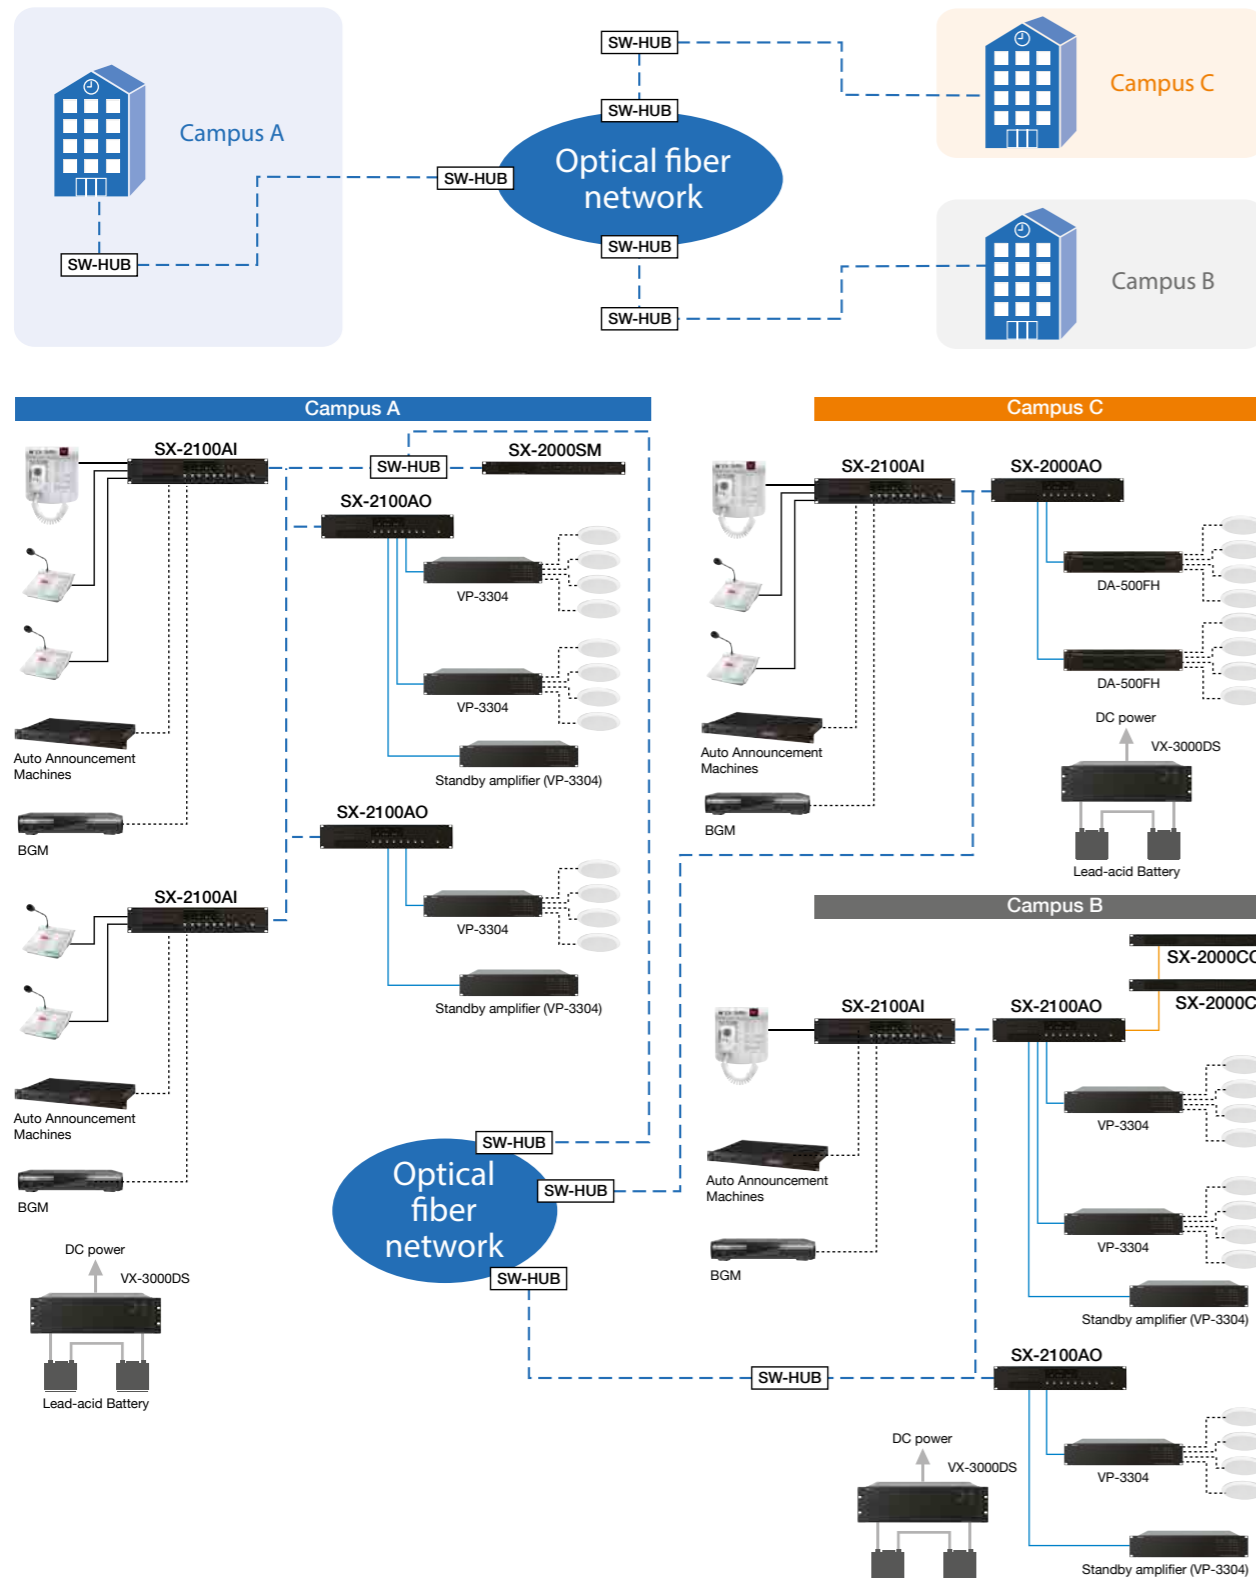 SW-HUB
Campus C
SW-HUB
Campus A
Optical fiber
network
SW-HUB
SW-HUB
SW-HUB
Campus B
SW-HUB
Campus A
SX-2100AI
SW-HUB
SX-2000SM
SX-2100AO
VP-3304
VP-3304
Auto Announcement
Machines
Standby amplifier (VP-3304)
SX-2100AO
BGM
SX-2100AI
VP-3304
Standby amplifier (VP-3304)
Auto Announcement
Machines
BGM
DC power
VX-3000DS
Lead-acid Battery
Campus C
SX-2100AI
SX-2000AO
DA-500FH
DA-500FH
Auto Announcement
Machines
DC power
VX-3000DS
BGM
Lead-acid Battery
Campus B
SX-2000CO
SX-2000C
SX-2100AI
SX-2100AO
VP-3304
Auto Announcement
Machines
VP-3304
BGM
Standby amplifier (VP-3304)
SW-HUB
Optical
fiber
network
SW-HUB
SW-HUB
SW-HUB
SX-2100AO
VP-3304
DC power
VX-3000DS
Standby amplifier (VP-3304)